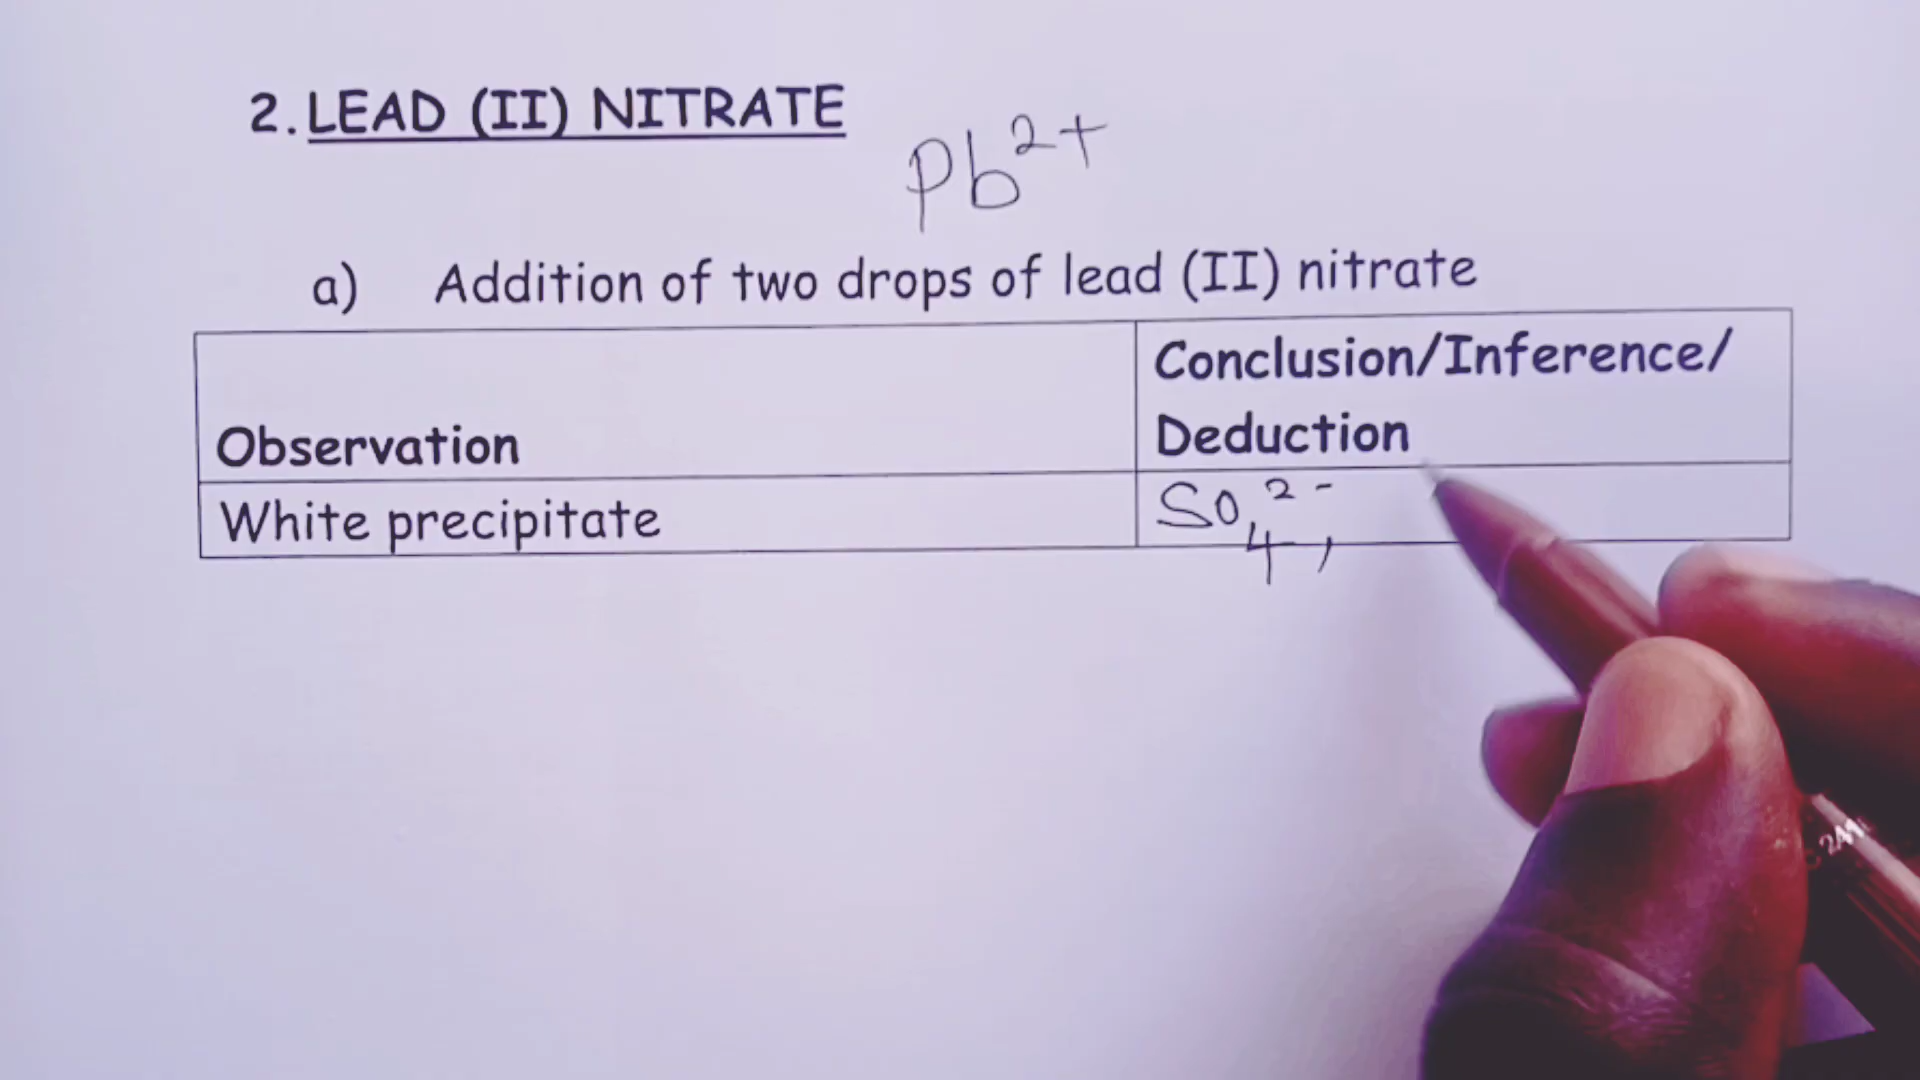 2. LEAD (II) NITRATE
Pb²⁺
a) Addition of two drops of lead (II) nitrate
Conclusion/Inference/
Deduction
Observation
White precipitate
SO₄²⁻,